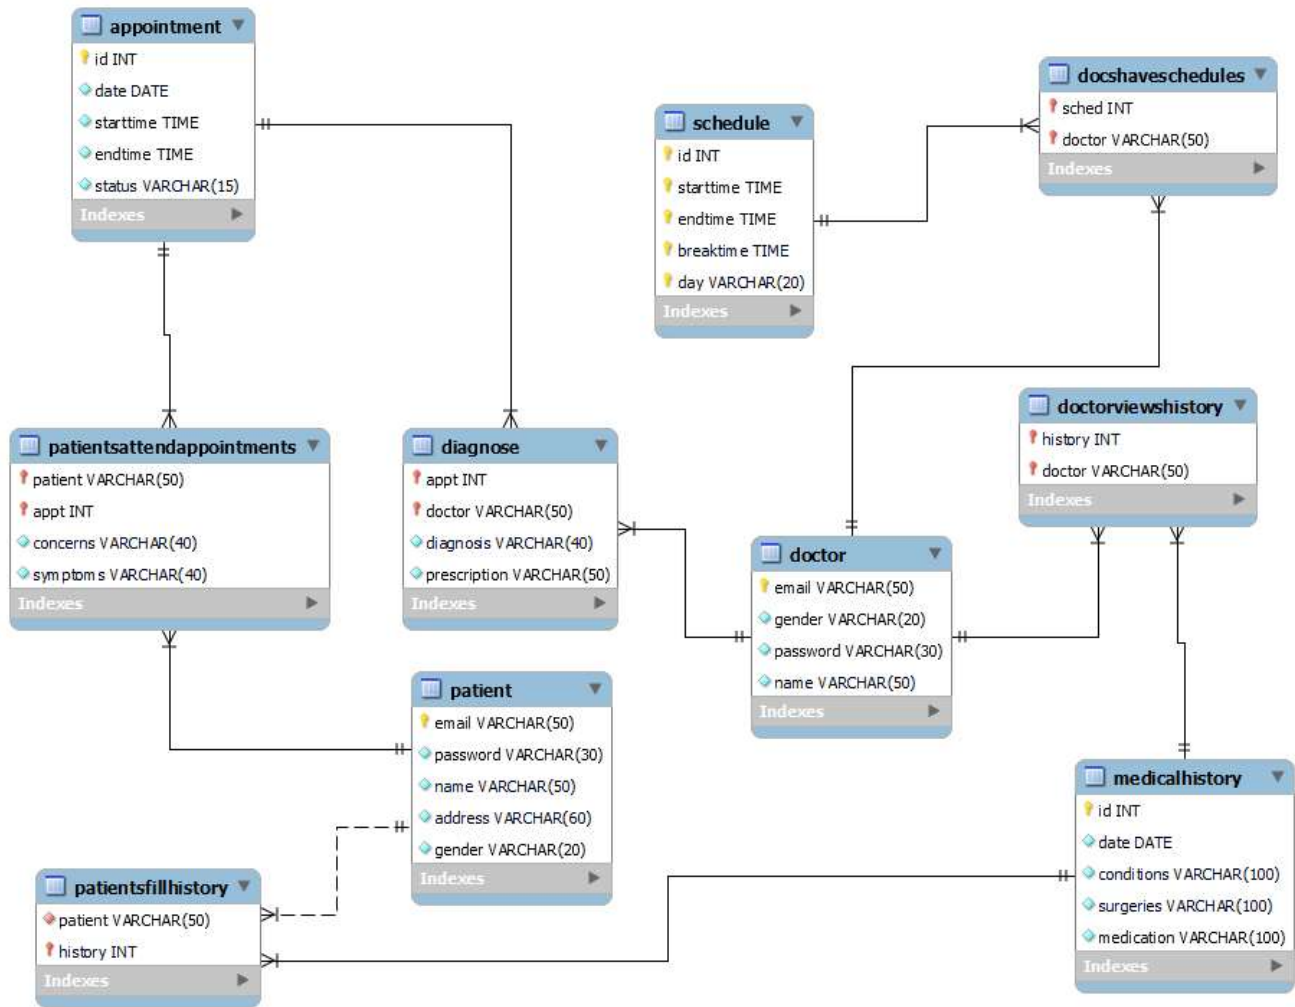 appointment
id INT
date DATE
starttime TIME
endtime TIME
status VARCHAR(15)
Indexes
schedule
id INT
starttime TIME
endtime TIME
breaktime TIME
day VARCHAR(20)
Indexes
docshaveschedules
sched INT
doctor VARCHAR(50)
Indexes
patientsattendappointments
patient VARCHAR(50)
appt INT
concerns VARCHAR(40)
symptoms VARCHAR(40)
Indexes
diagnose
appt INT
doctor VARCHAR(50)
diagnosis VARCHAR(40)
prescription VARCHAR(50)
Indexes
doctorviewshistory
history INT
doctor VARCHAR(50)
Indexes
doctor
email VARCHAR(50)
gender VARCHAR(20)
password VARCHAR(30)
name VARCHAR(50)
Indexes
patient
email VARCHAR(50)
password VARCHAR(30)
name VARCHAR(50)
address VARCHAR(60)
gender VARCHAR(20)
Indexes
medicalhistory
id INT
date DATE
conditions VARCHAR(100)
surgeries VARCHAR(100)
medication VARCHAR(100)
Indexes
patientsfillhistory
patient VARCHAR(50)
history INT
Indexes